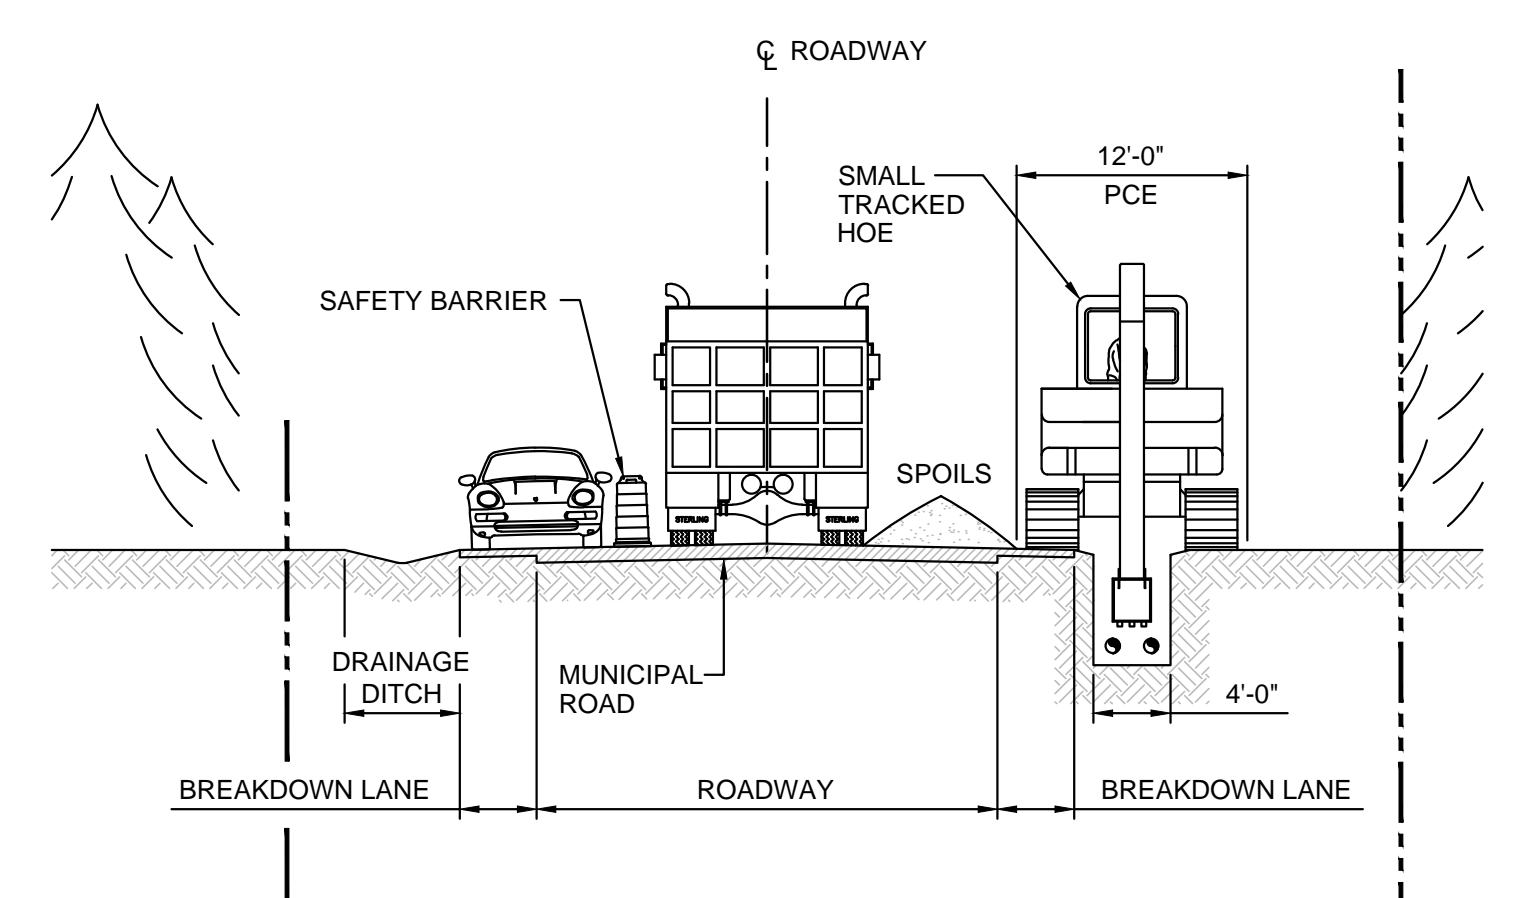 ℄ ROADWAY
12'-0"
PCE
SMALL
TRACKED
HOE
SAFETY BARRIER
SPOILS
STERLING
STERLING
DRAINAGE
DITCH
MUNICIPAL
ROAD
4'-0"
BREAKDOWN LANE
ROADWAY
BREAKDOWN LANE